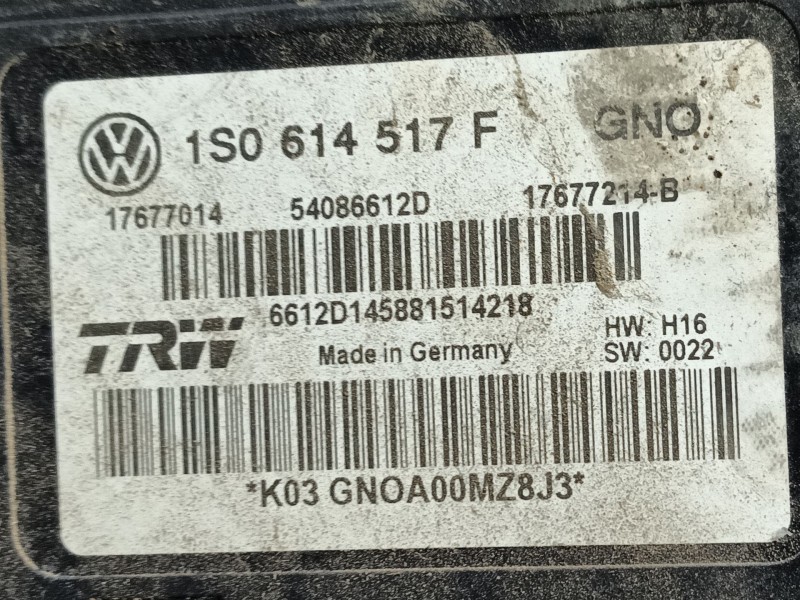 1S0 614 517 F GNO
17677014 54086612D 17677214-B
6612D145881514218
TRW Made in Germany HW: H16
SW: 0022
*K03 GNOA00MZ8J3*